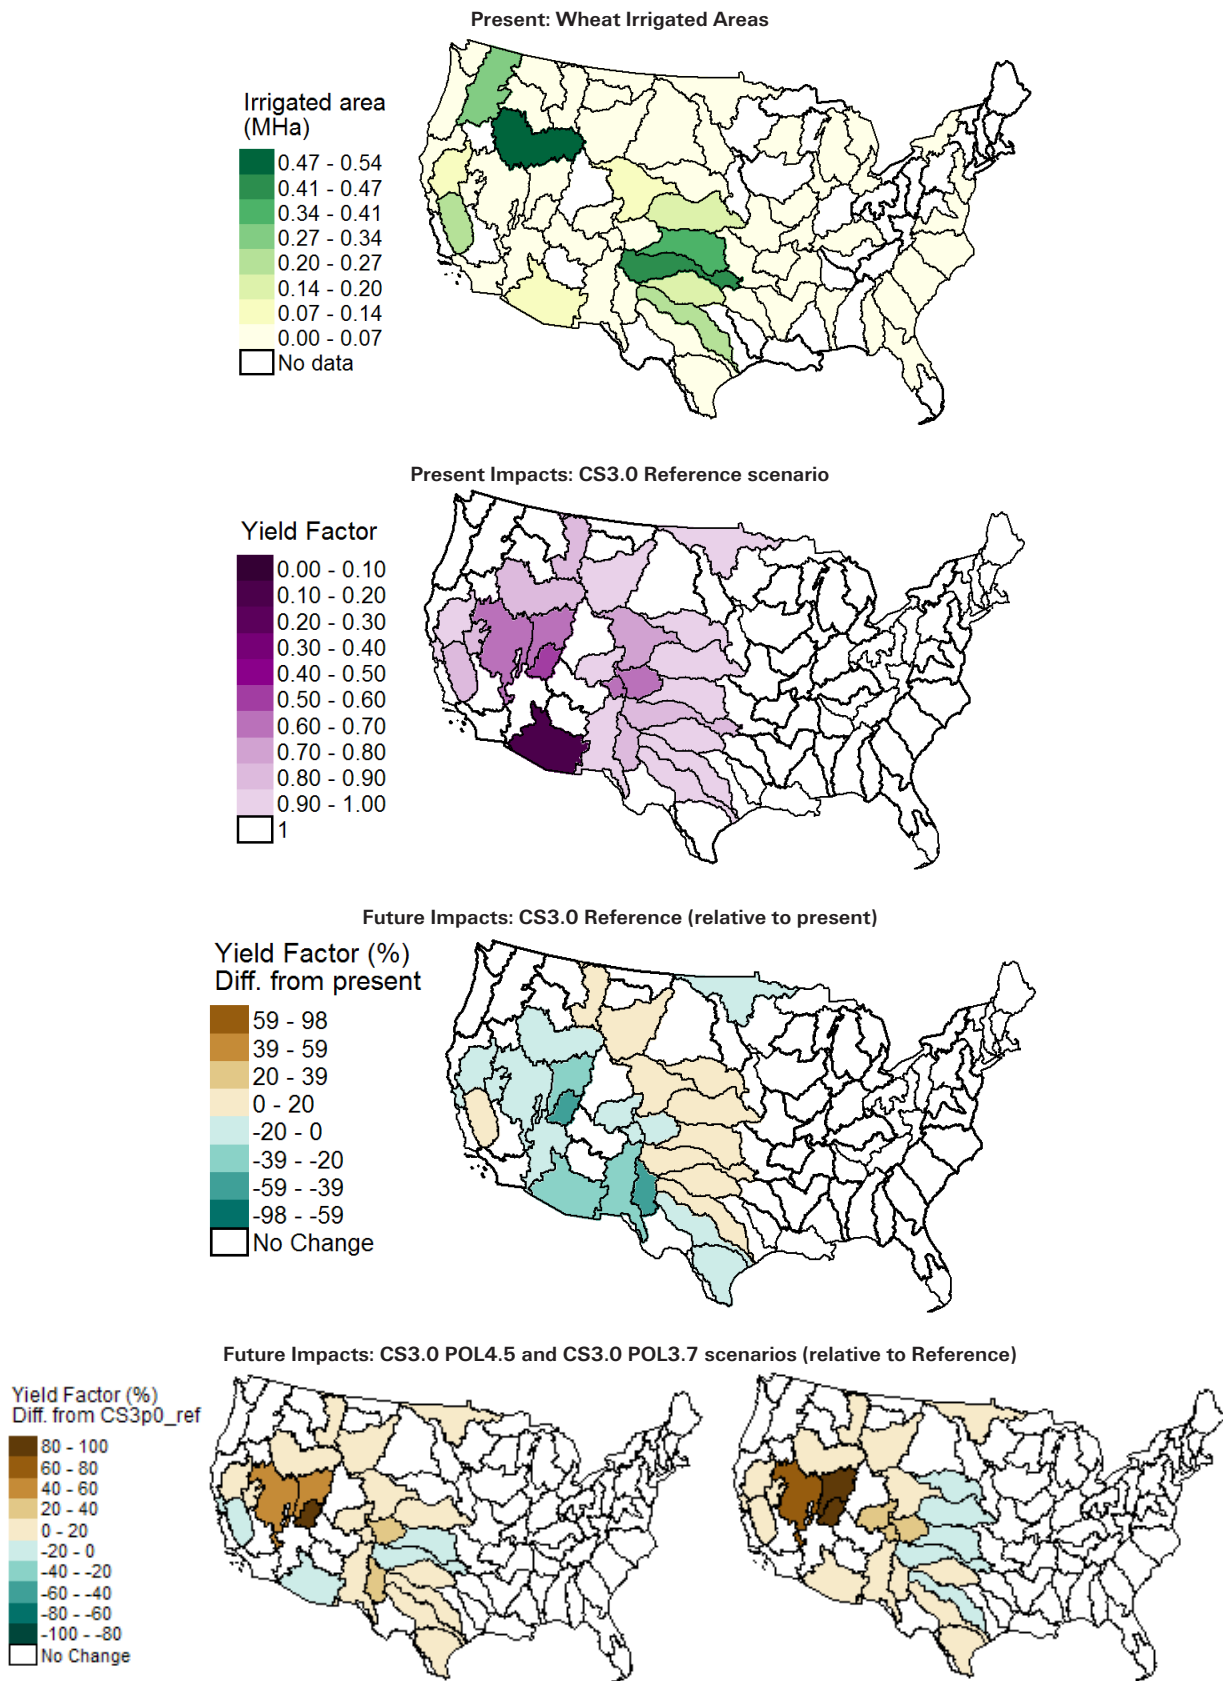 Present: Wheat Irrigated Areas
Irrigated area
(MHa)
0.47 - 0.54
0.41 - 0.47
0.34 - 0.41
0.27 - 0.34
0.20 - 0.27
0.14 - 0.20
0.07 - 0.14
0.00 - 0.07
No data
Present Impacts: CS3.0 Reference scenario
Yield Factor
0.00 - 0.10
0.10 - 0.20
0.20 - 0.30
0.30 - 0.40
0.40 - 0.50
0.50 - 0.60
0.60 - 0.70
0.70 - 0.80
0.80 - 0.90
0.90 - 1.00
1
Future Impacts: CS3.0 Reference (relative to present)
Yield Factor (%)
Diff. from present
59 - 98
39 - 59
20 - 39
0 - 20
-20 - 0
-39 - -20
-59 - -39
-98 - -59
No Change
Future Impacts: CS3.0 POL4.5 and CS3.0 POL3.7 scenarios (relative to Reference)
Yield Factor (%)
Diff. from CS3p0_ref
80 - 100
60 - 80
40 - 60
20 - 40
0 - 20
-20 - 0
-40 - -20
-60 - -40
-80 - -60
-100 - -80
No Change